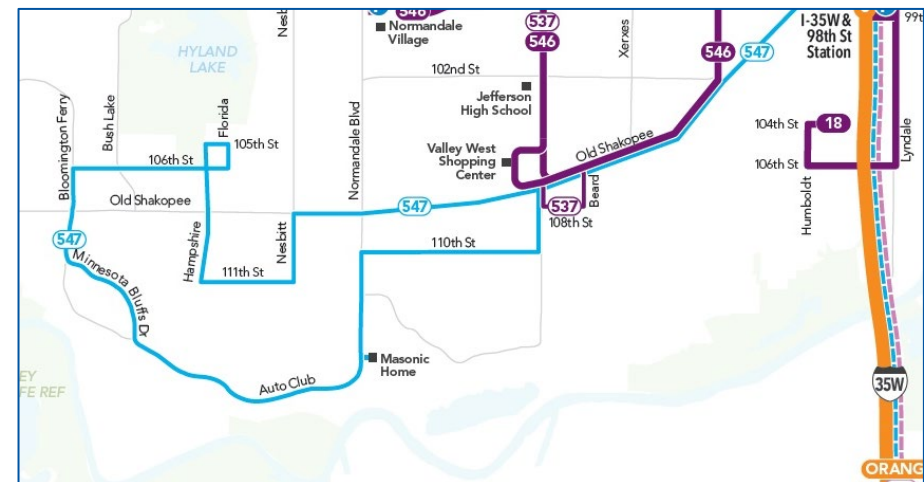 546
Normandale
Village
537
546
Xerxes
546
547
I-35W &
98th St
Station
HYLAND
LAKE
102nd St
Jefferson
High School
Bloomington Ferry
Bush Lake
Florida
105th St
Normandale Blvd
104th St
18
Lyndale
106th St
Valley West
Shopping
Center
Old Shakopee
106th St
Old Shakopee
547
Beard
537
108th St
Humboldt
547
Hampshire
Nesbitt
110th St
111th St
Minnesota Bluffs Dr
Masonic
Home
Auto Club
35W
EY
FE REF
ORANG